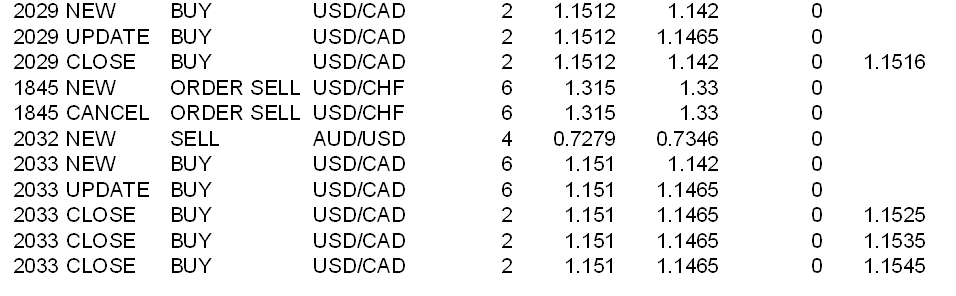 2029 NEW BUY USD/CAD 2 1.1512 1.142 0
2029 UPDATE BUY USD/CAD 2 1.1512 1.1465 0
2029 CLOSE BUY USD/CAD 2 1.1512 1.142 0 1.1516
1845 NEW ORDER SELL USD/CHF 6 1.315 1.33 0
1845 CANCEL ORDER SELL USD/CHF 6 1.315 1.33 0
2032 NEW SELL AUD/USD 4 0.7279 0.7346 0
2033 NEW BUY USD/CAD 6 1.151 1.142 0
2033 UPDATE BUY USD/CAD 6 1.151 1.1465 0
2033 CLOSE BUY USD/CAD 2 1.151 1.1465 0 1.1525
2033 CLOSE BUY USD/CAD 2 1.151 1.1465 0 1.1535
2033 CLOSE BUY USD/CAD 2 1.151 1.1465 0 1.1545